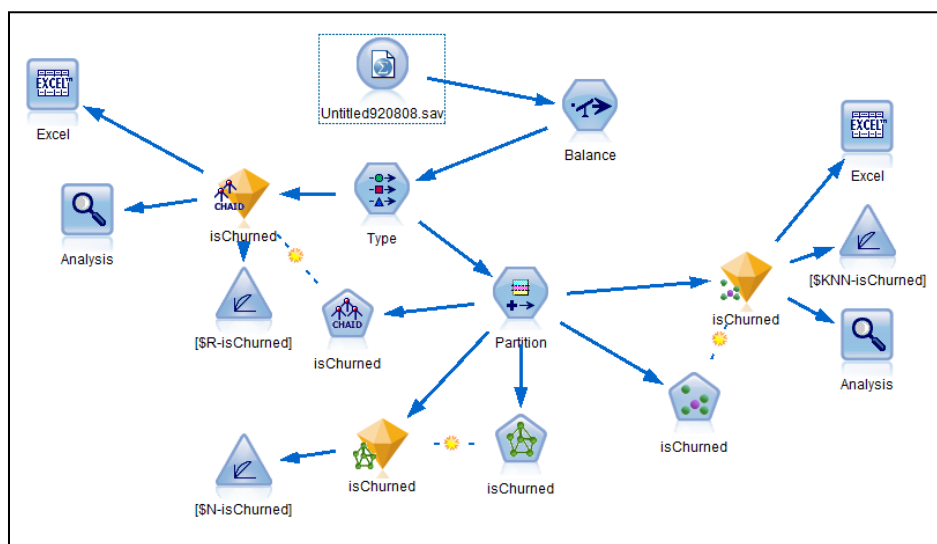 Untitled920808.sav
EXCEL
Excel
Balance
EXCEL
Excel
CHAID
isChurned
Type
Analysis
[$KNN-isChurned]
isChurned
Partition
CHAID
isChurned
[$R-isChurned]
Analysis
isChurned
isChurned
isChurned
[$N-isChurned]